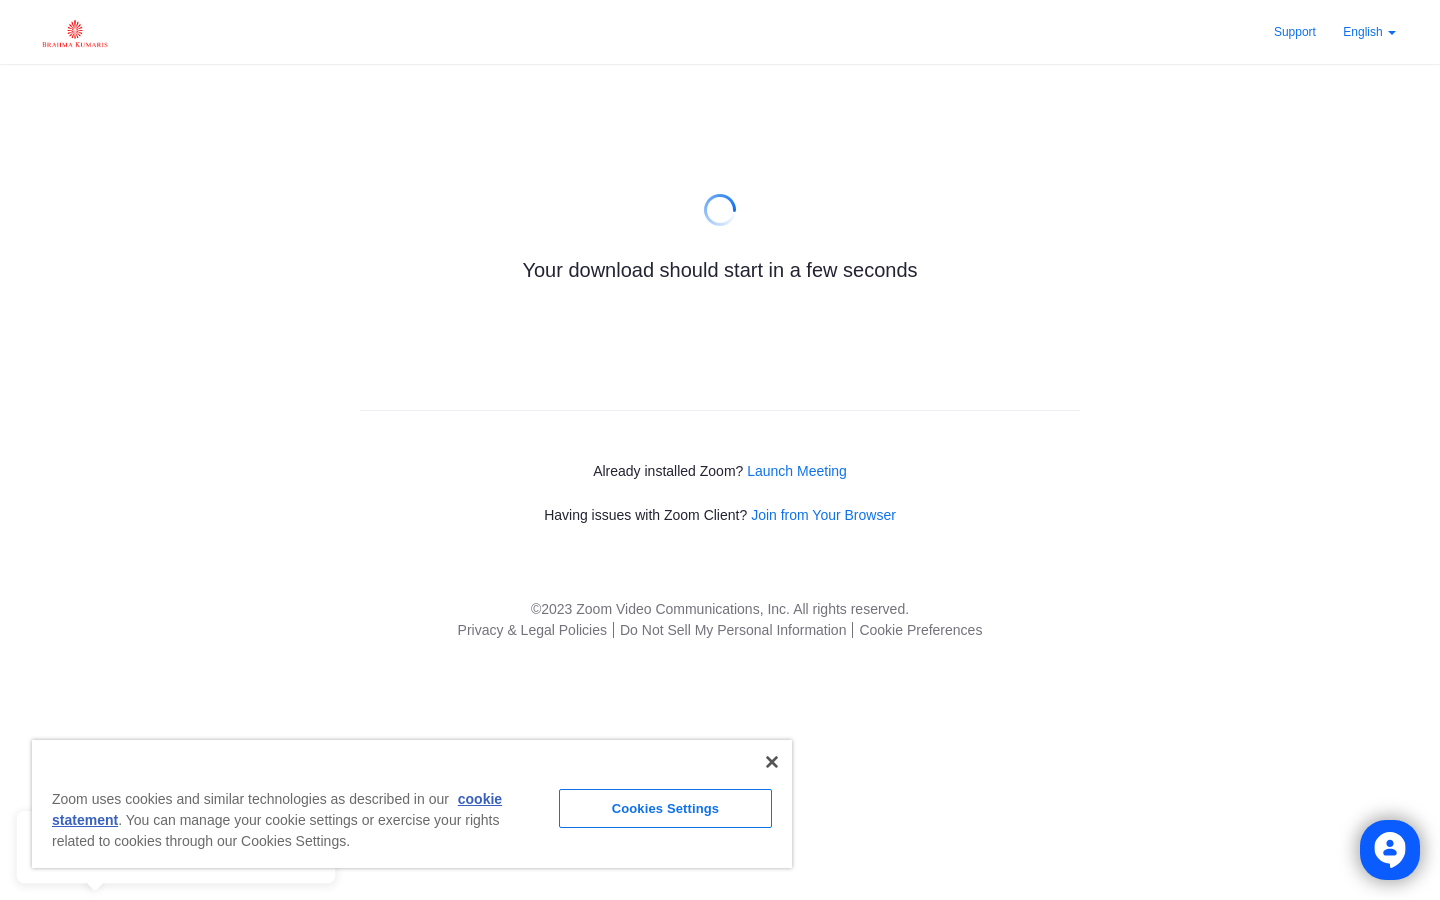 BRAHMA KUMARIS
Support
English
Your download should start in a few seconds
Already installed Zoom? Launch Meeting
Having issues with Zoom Client? Join from Your Browser
©2023 Zoom Video Communications, Inc. All rights reserved.
Privacy & Legal Policies
Do Not Sell My Personal Information
Cookie Preferences
Zoom uses cookies and similar technologies as described in our cookie
statement. You can manage your cookie settings or exercise your rights
related to cookies through our Cookies Settings.
Cookies Settings